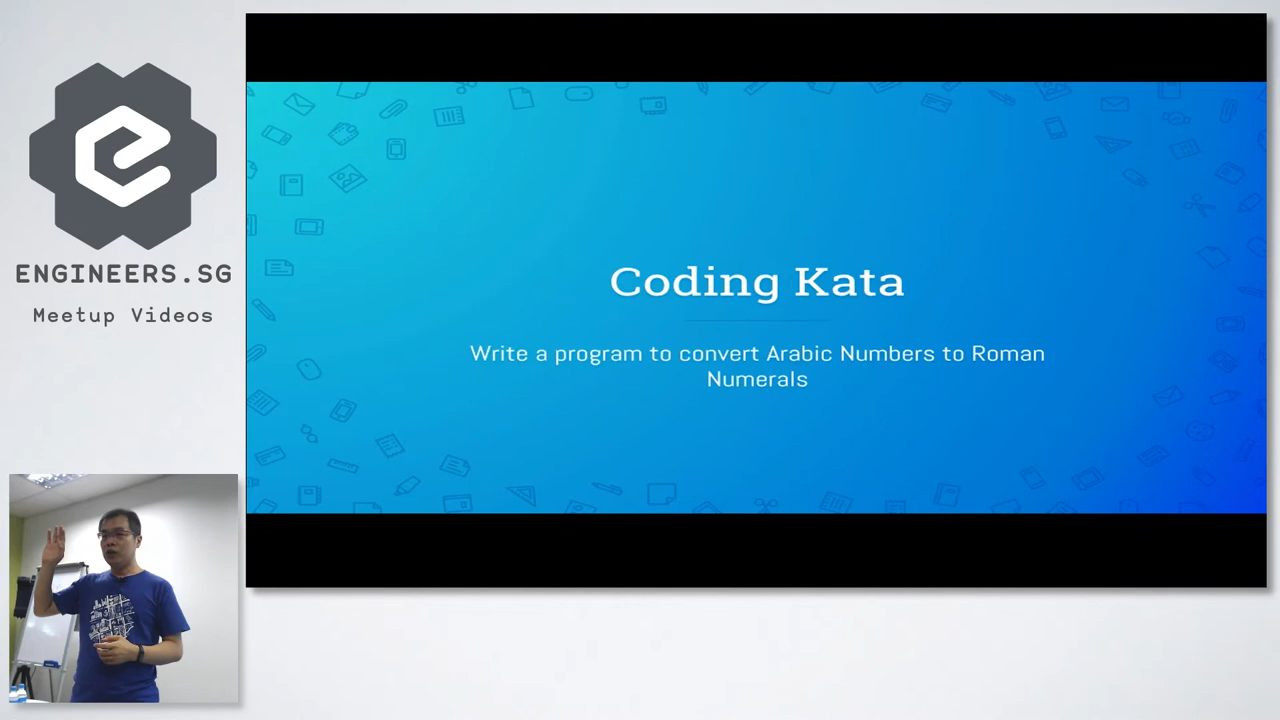 ENGINEERS.SG
Meetup Videos
Coding Kata
Write a program to convert Arabic Numbers to Roman
Numerals